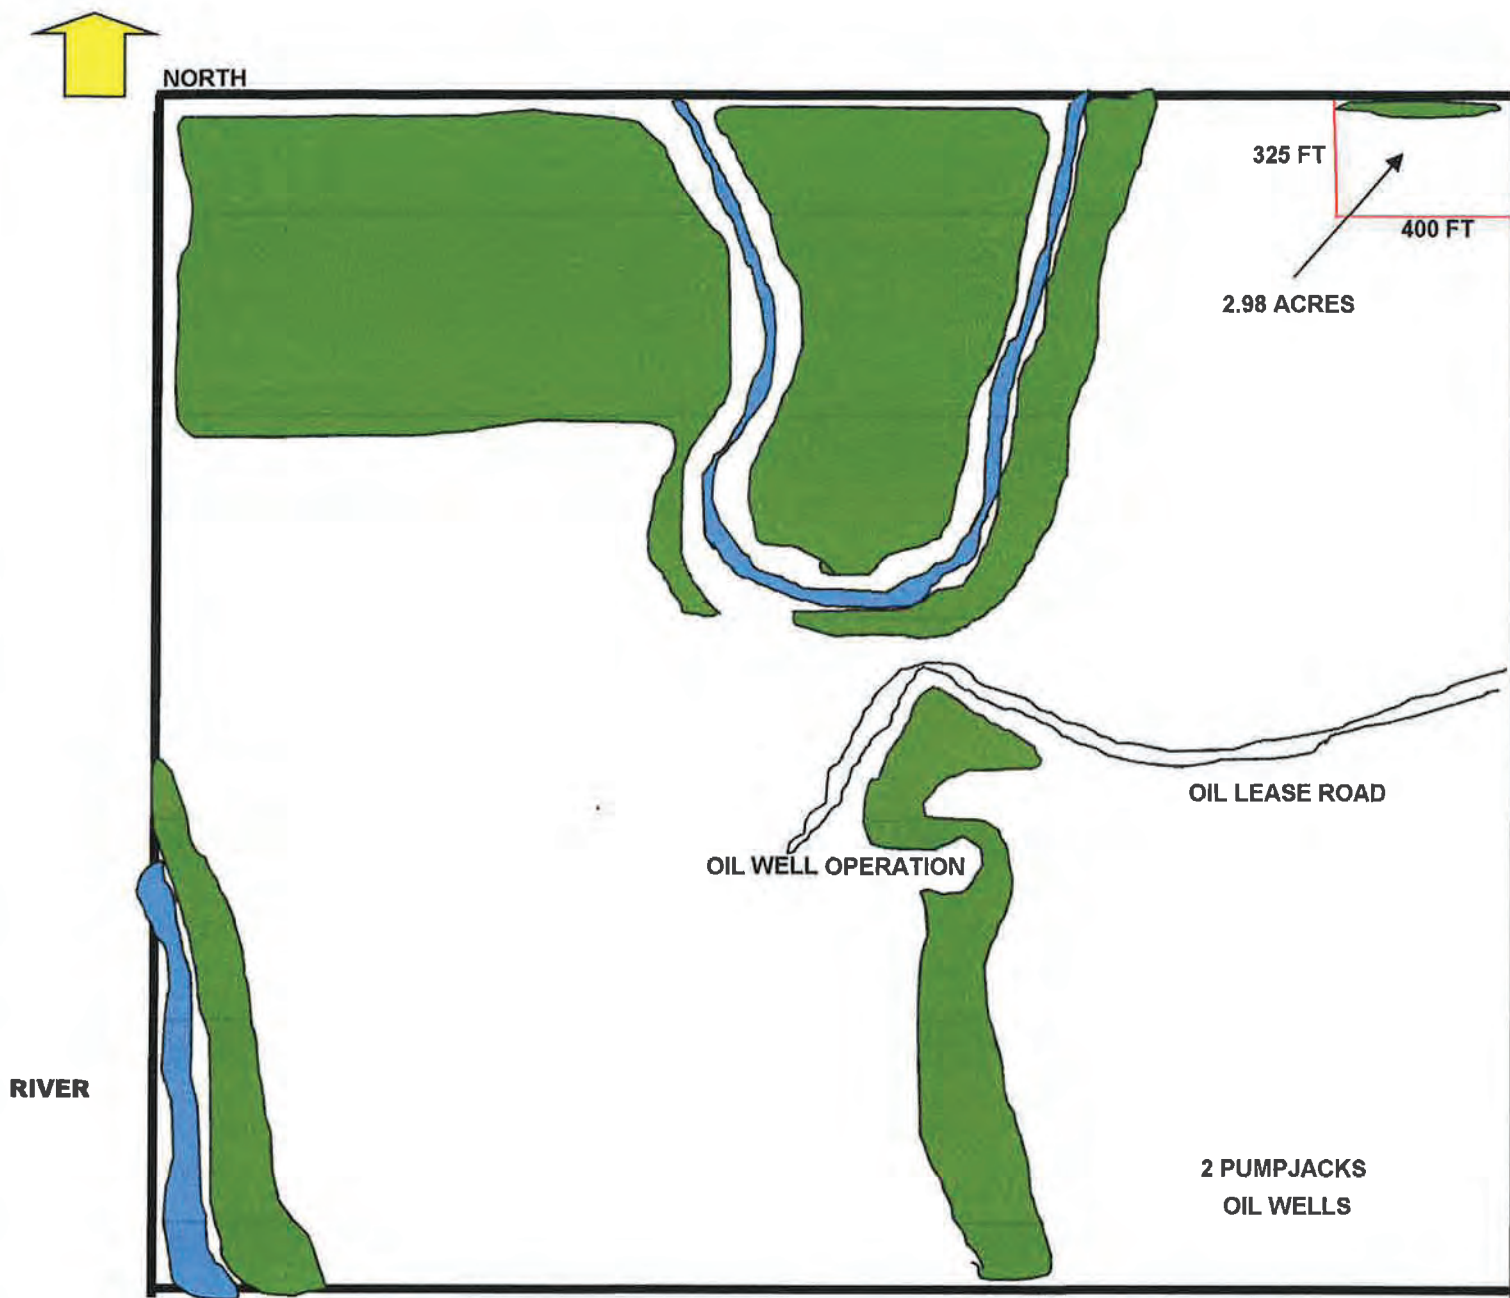 NORTH
325 FT
400 FT
2.98 ACRES
OIL LEASE ROAD
OIL WELL OPERATION
RIVER
2 PUMPJACKS
OIL WELLS